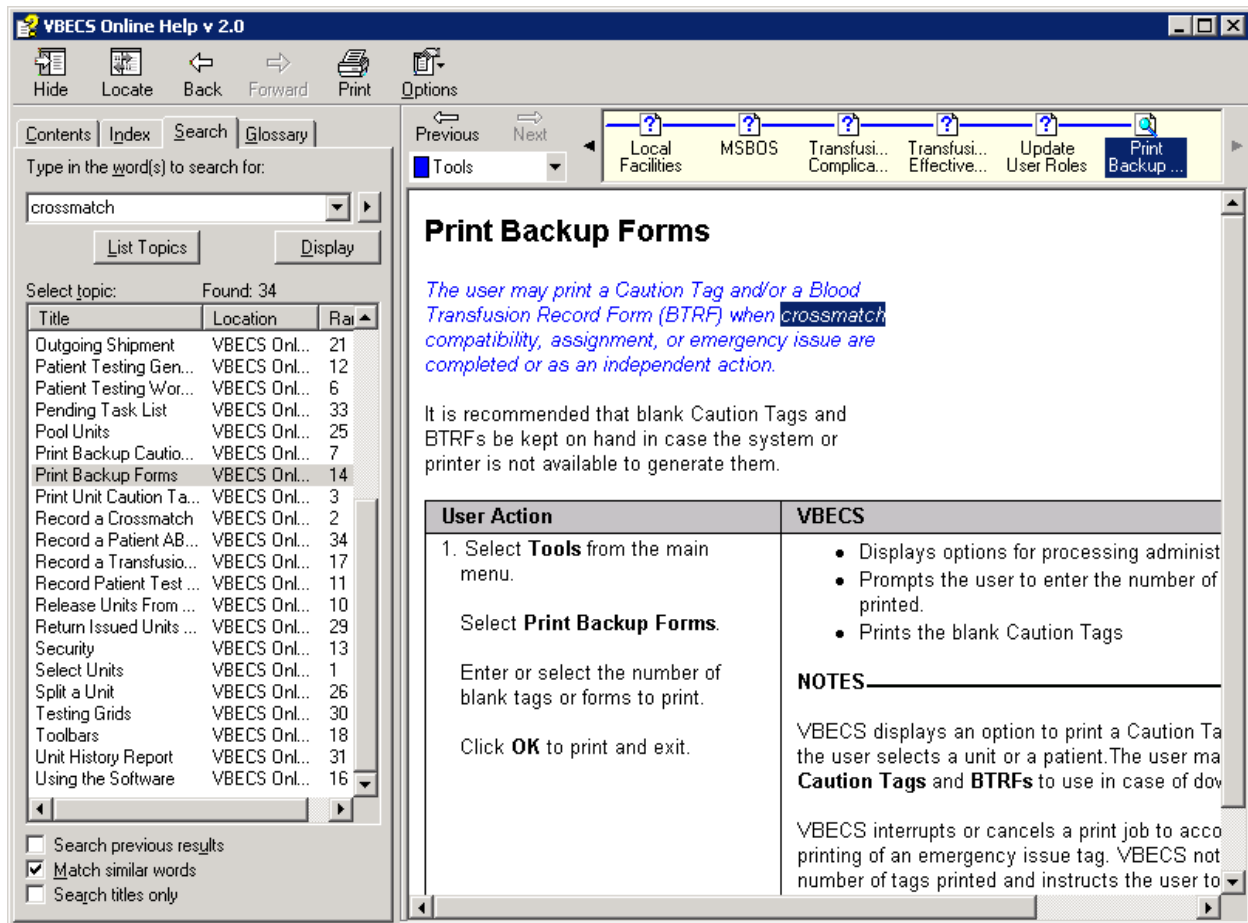 VBECS Online Help v 2.0
Hide Locate Back Forward Print Options
Contents Index Search Glossary
Type in the word(s) to search for:
crossmatch
List Topics Display
Select topic: Found: 34
Title Location Ra
Outgoing Shipment VBECS Onl... 21
Patient Testing Gen... VBECS Onl... 12
Patient Testing Wor... VBECS Onl... 6
Pending Task List VBECS Onl... 33
Pool Units VBECS Onl... 25
Print Backup Cautio... VBECS Onl... 7
Print Backup Forms VBECS Onl... 14
Print Unit Caution Ta... VBECS Onl... 3
Record a Crossmatch VBECS Onl... 2
Record a Patient AB... VBECS Onl... 34
Record a Transfusio... VBECS Onl... 17
Record Patient Test ... VBECS Onl... 11
Release Units From ... VBECS Onl... 10
Return Issued Units ... VBECS Onl... 29
Security VBECS Onl... 13
Select Units VBECS Onl... 1
Split a Unit VBECS Onl... 26
Testing Grids VBECS Onl... 30
Toolbars VBECS Onl... 18
Unit History Report VBECS Onl... 31
Using the Software VBECS Onl... 16
Search previous results
Match similar words
Search titles only
Previous Next
Tools
Local Facilities
MSBOS
Transfusi... Complica...
Transfusi... Effective...
Update User Roles
Print Backup ...
Print Backup Forms
The user may print a Caution Tag and/or a Blood
Transfusion Record Form (BTRF) when crossmatch
compatibility, assignment, or emergency issue are
completed or as an independent action.
It is recommended that blank Caution Tags and
BTRFs be kept on hand in case the system or
printer is not available to generate them.
User Action
1. Select Tools from the main
menu.
Select Print Backup Forms.
Enter or select the number of
blank tags or forms to print.
Click OK to print and exit.
VBECS
• Displays options for processing administ
• Prompts the user to enter the number of
printed.
• Prints the blank Caution Tags
NOTES
VBECS displays an option to print a Caution Ta
the user selects a unit or a patient.The user ma
Caution Tags and BTRFs to use in case of dow
VBECS interrupts or cancels a print job to acco
printing of an emergency issue tag. VBECS not
number of tags printed and instructs the user to